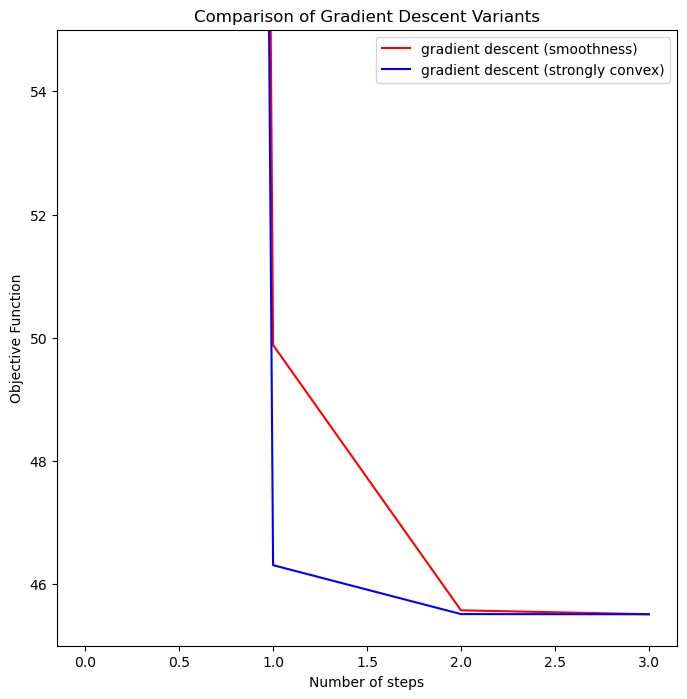 Comparison of Gradient Descent Variants
gradient descent (smoothness)
gradient descent (strongly convex)
Objective Function
54
52
50
48
46
0.0 0.5 1.0 1.5 2.0 2.5 3.0
Number of steps